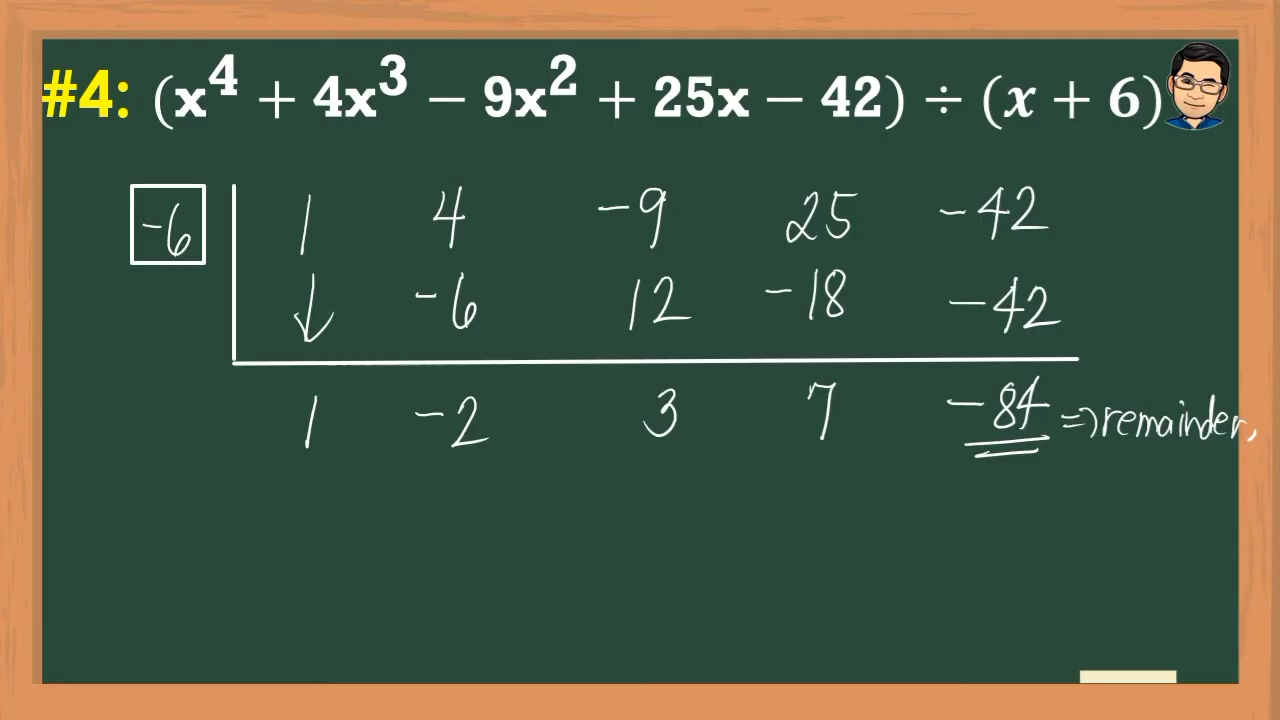 #4: (x⁴ + 4x³ − 9x² + 25x − 42) ÷ (x + 6)
-6 1 4 -9 25 -42
↓ -6 12 -18 -42
1 -2 3 7 -84 => remainder,